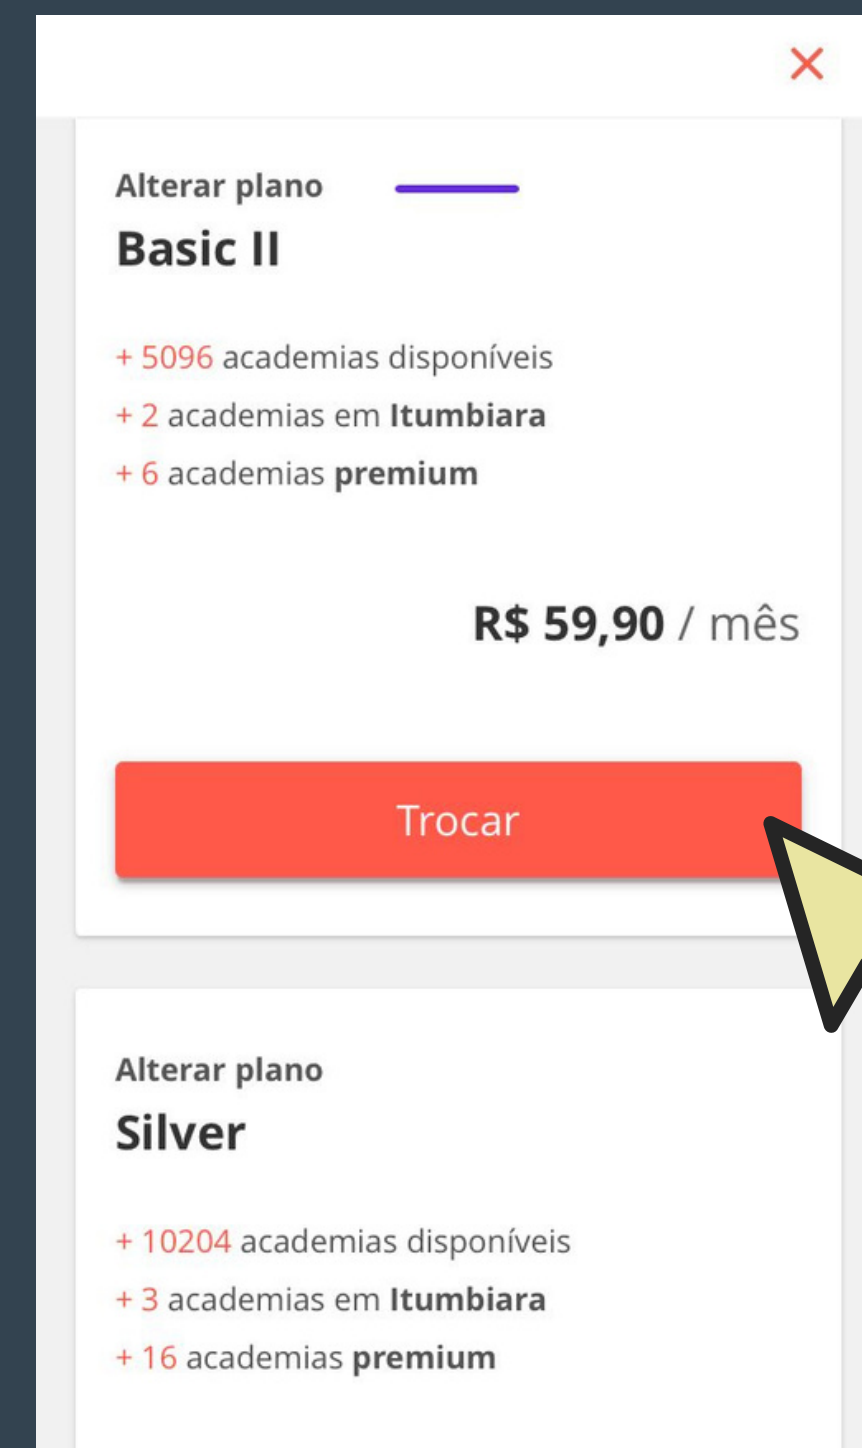 Alterar plano
Basic II
+ 5096 academias disponíveis
+ 2 academias em Itumbiara
+ 6 academias premium
R$ 59,90 / mês
Trocar
Alterar plano
Silver
+ 10204 academias disponíveis
+ 3 academias em Itumbiara
+ 16 academias premium